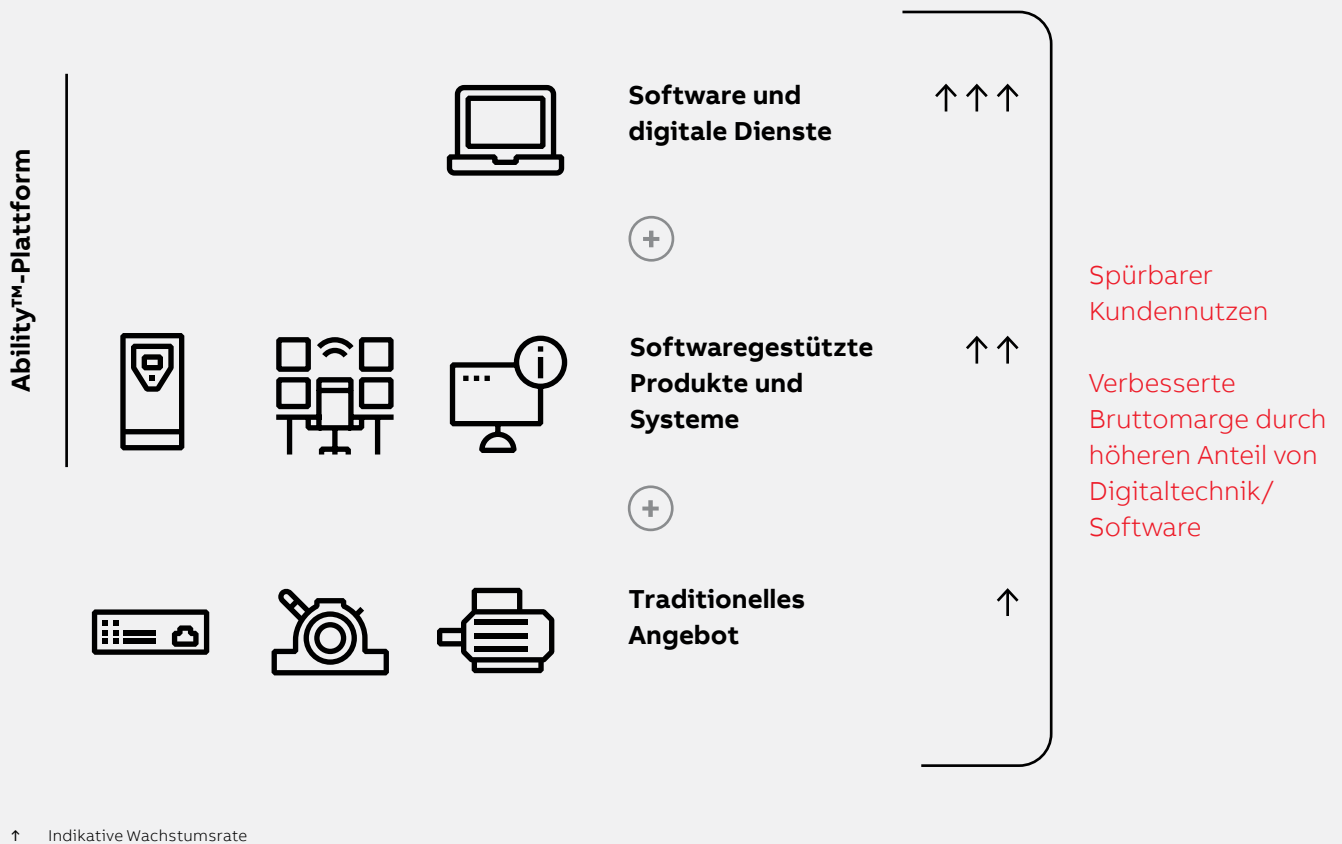 Ability™-Plattform
Software und
digitale Dienste
↑ ↑ ↑
+
Softwaregestützte
Produkte und
Systeme
↑ ↑
+
Traditionelles
Angebot
↑
Spürbarer
Kundennutzen
Verbesserte
Bruttomarge durch
höheren Anteil von
Digitaltechnik/
Software
↑ Indikative Wachstumsrate